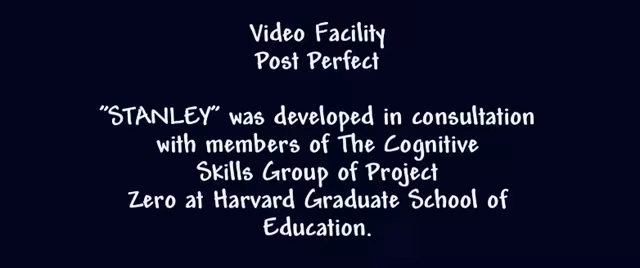 Video Facility
Post Perfect
"STANLEY" was developed in consultation
with members of The Cognitive
Skills Group of Project
Zero at Harvard Graduate School of
Education.